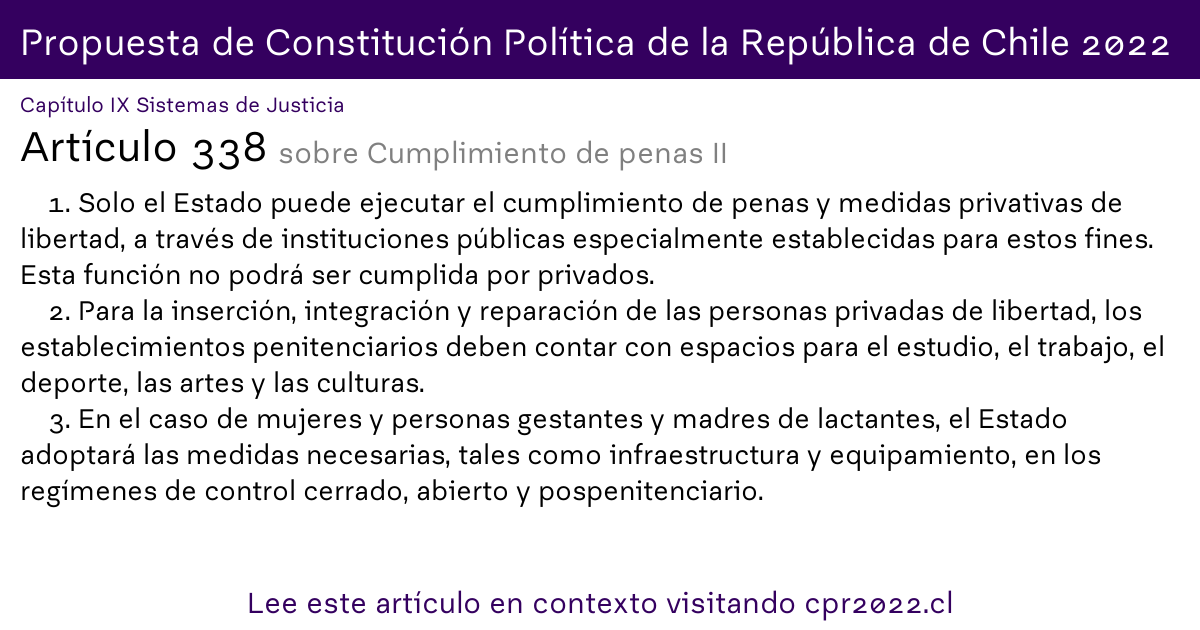 Propuesta de Constitución Política de la República de Chile 2022
Capítulo IX Sistemas de Justicia
Artículo 338 sobre Cumplimiento de penas II
1. Solo el Estado puede ejecutar el cumplimiento de penas y medidas privativas de
libertad, a través de instituciones públicas especialmente establecidas para estos fines.
Esta función no podrá ser cumplida por privados.
2. Para la inserción, integración y reparación de las personas privadas de libertad, los
establecimientos penitenciarios deben contar con espacios para el estudio, el trabajo, el
deporte, las artes y las culturas.
3. En el caso de mujeres y personas gestantes y madres de lactantes, el Estado
adoptará las medidas necesarias, tales como infraestructura y equipamiento, en los
regímenes de control cerrado, abierto y pospenitenciario.
Lee este artículo en contexto visitando cpr2022.cl